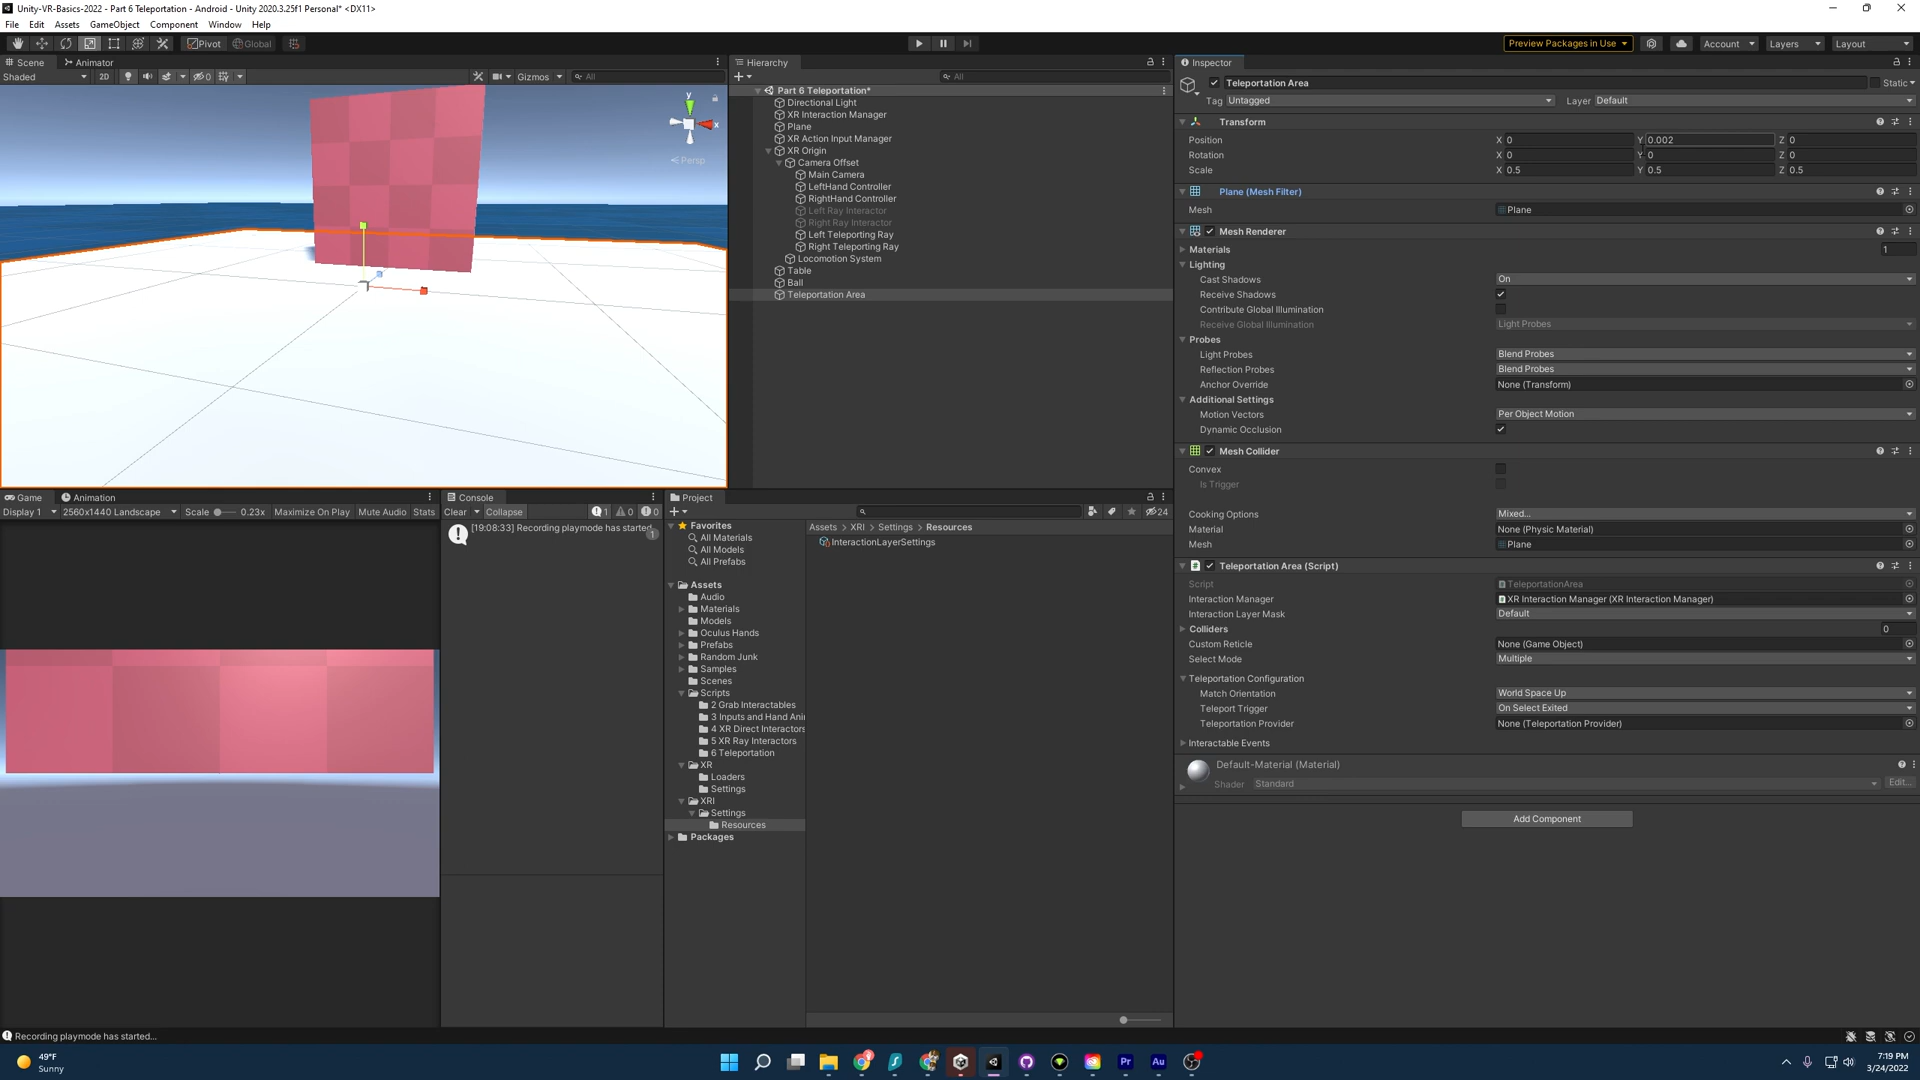 Unity-VR-Basics-2022 - Part 6 Teleportation - Android - Unity 2020.3.25f1 Personal* <DX11>
File Edit Assets GameObject Component Window Help
Pivot Global Preview Packages in Use Account Layers Layout
Scene Animator
Shaded 2D 0 Gizmos All
y
x
Persp
Hierarchy
All
Part 6 Teleportation*
Directional Light
XR Interaction Manager
Plane
XR Action Input Manager
XR Origin
Camera Offset
Main Camera
LeftHand Controller
RightHand Controller
Left Ray Interactor
Right Ray Interactor
Left Teleporting Ray
Right Teleporting Ray
Locomotion System
Table
Ball
Teleportation Area
Inspector
Teleportation Area Static
Tag Untagged Layer Default
Transform
Position X 0 Y 0.002 Z 0
Rotation X 0 Y 0 Z 0
Scale X 0.5 Y 0.5 Z 0.5
Plane (Mesh Filter)
Mesh Plane
Mesh Renderer
Materials 1
Lighting
Cast Shadows On
Receive Shadows
Contribute Global Illumination
Receive Global Illumination Light Probes
Probes
Light Probes Blend Probes
Reflection Probes Blend Probes
Anchor Override None (Transform)
Additional Settings
Motion Vectors Per Object Motion
Dynamic Occlusion
Mesh Collider
Convex
Is Trigger
Cooking Options Mixed...
Material None (Physic Material)
Mesh Plane
Teleportation Area (Script)
Script TeleportationArea
Interaction Manager XR Interaction Manager (XR Interaction Manager)
Interaction Layer Mask Default
Colliders 0
Custom Reticle None (Game Object)
Select Mode Multiple
Teleportation Configuration
Match Orientation World Space Up
Teleport Trigger On Select Exited
Teleportation Provider None (Teleportation Provider)
Interactable Events
Default-Material (Material)
Shader Standard Edit...
Add Component
Game Animation
Display 1 2560x1440 Landscape Scale 0.23x Maximize On Play Mute Audio Stats
Console
Clear Collapse 1 0 0
[19:08:33] Recording playmode has started... 1
Project
24
Favorites
All Materials
All Models
All Prefabs
Assets
Audio
Materials
Models
Oculus Hands
Prefabs
Random Junk
Samples
Scenes
Scripts
2 Grab Interactables
3 Inputs and Hand Ani
4 XR Direct Interactors
5 XR Ray Interactors
6 Teleportation
XR
Loaders
Settings
XRI
Settings
Resources
Packages
Assets > XRI > Settings > Resources
InteractionLayerSettings
Recording playmode has started...
49°F
Sunny
Pr Au
7:19 PM
3/24/2022